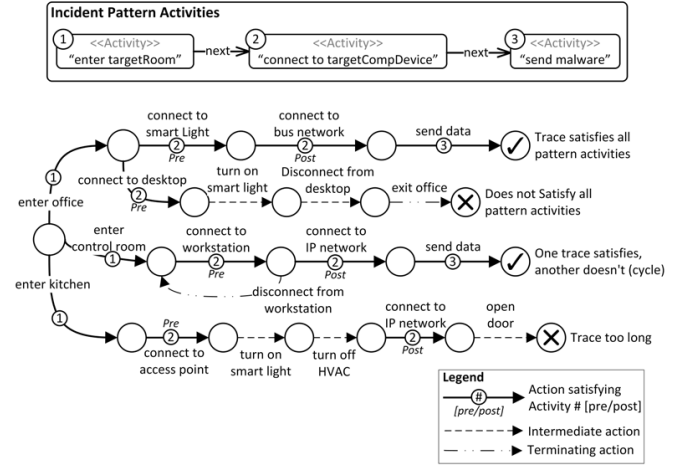 Incident Pattern Activities
1
<<Activity>>
"enter targetRoom"
next
2
<<Activity>>
"connect to targetCompDevice"
next
3
<<Activity>>
"send malware"
connect to
smart Light
2
Pre
connect to
bus network
2
Post
send data
3
Trace satisfies all
pattern activities
1
enter office
connect to desktop
2
Pre
turn on
smart light
Disconnect from
desktop
exit office
Does not Satisfy all
pattern activities
enter
control room
1
connect to
workstation
2
Pre
connect to
IP network
2
Post
send data
3
One trace satisfies,
another doesn't (cycle)
disconnect from
workstation
enter kitchen
1
Pre
2
connect to
access point
turn on
smart light
turn off
HVAC
connect to
IP network
2
Post
open
door
Trace too long
Legend
#
[pre/post]
Action satisfying
Activity # [pre/post]
Intermediate action
Terminating action